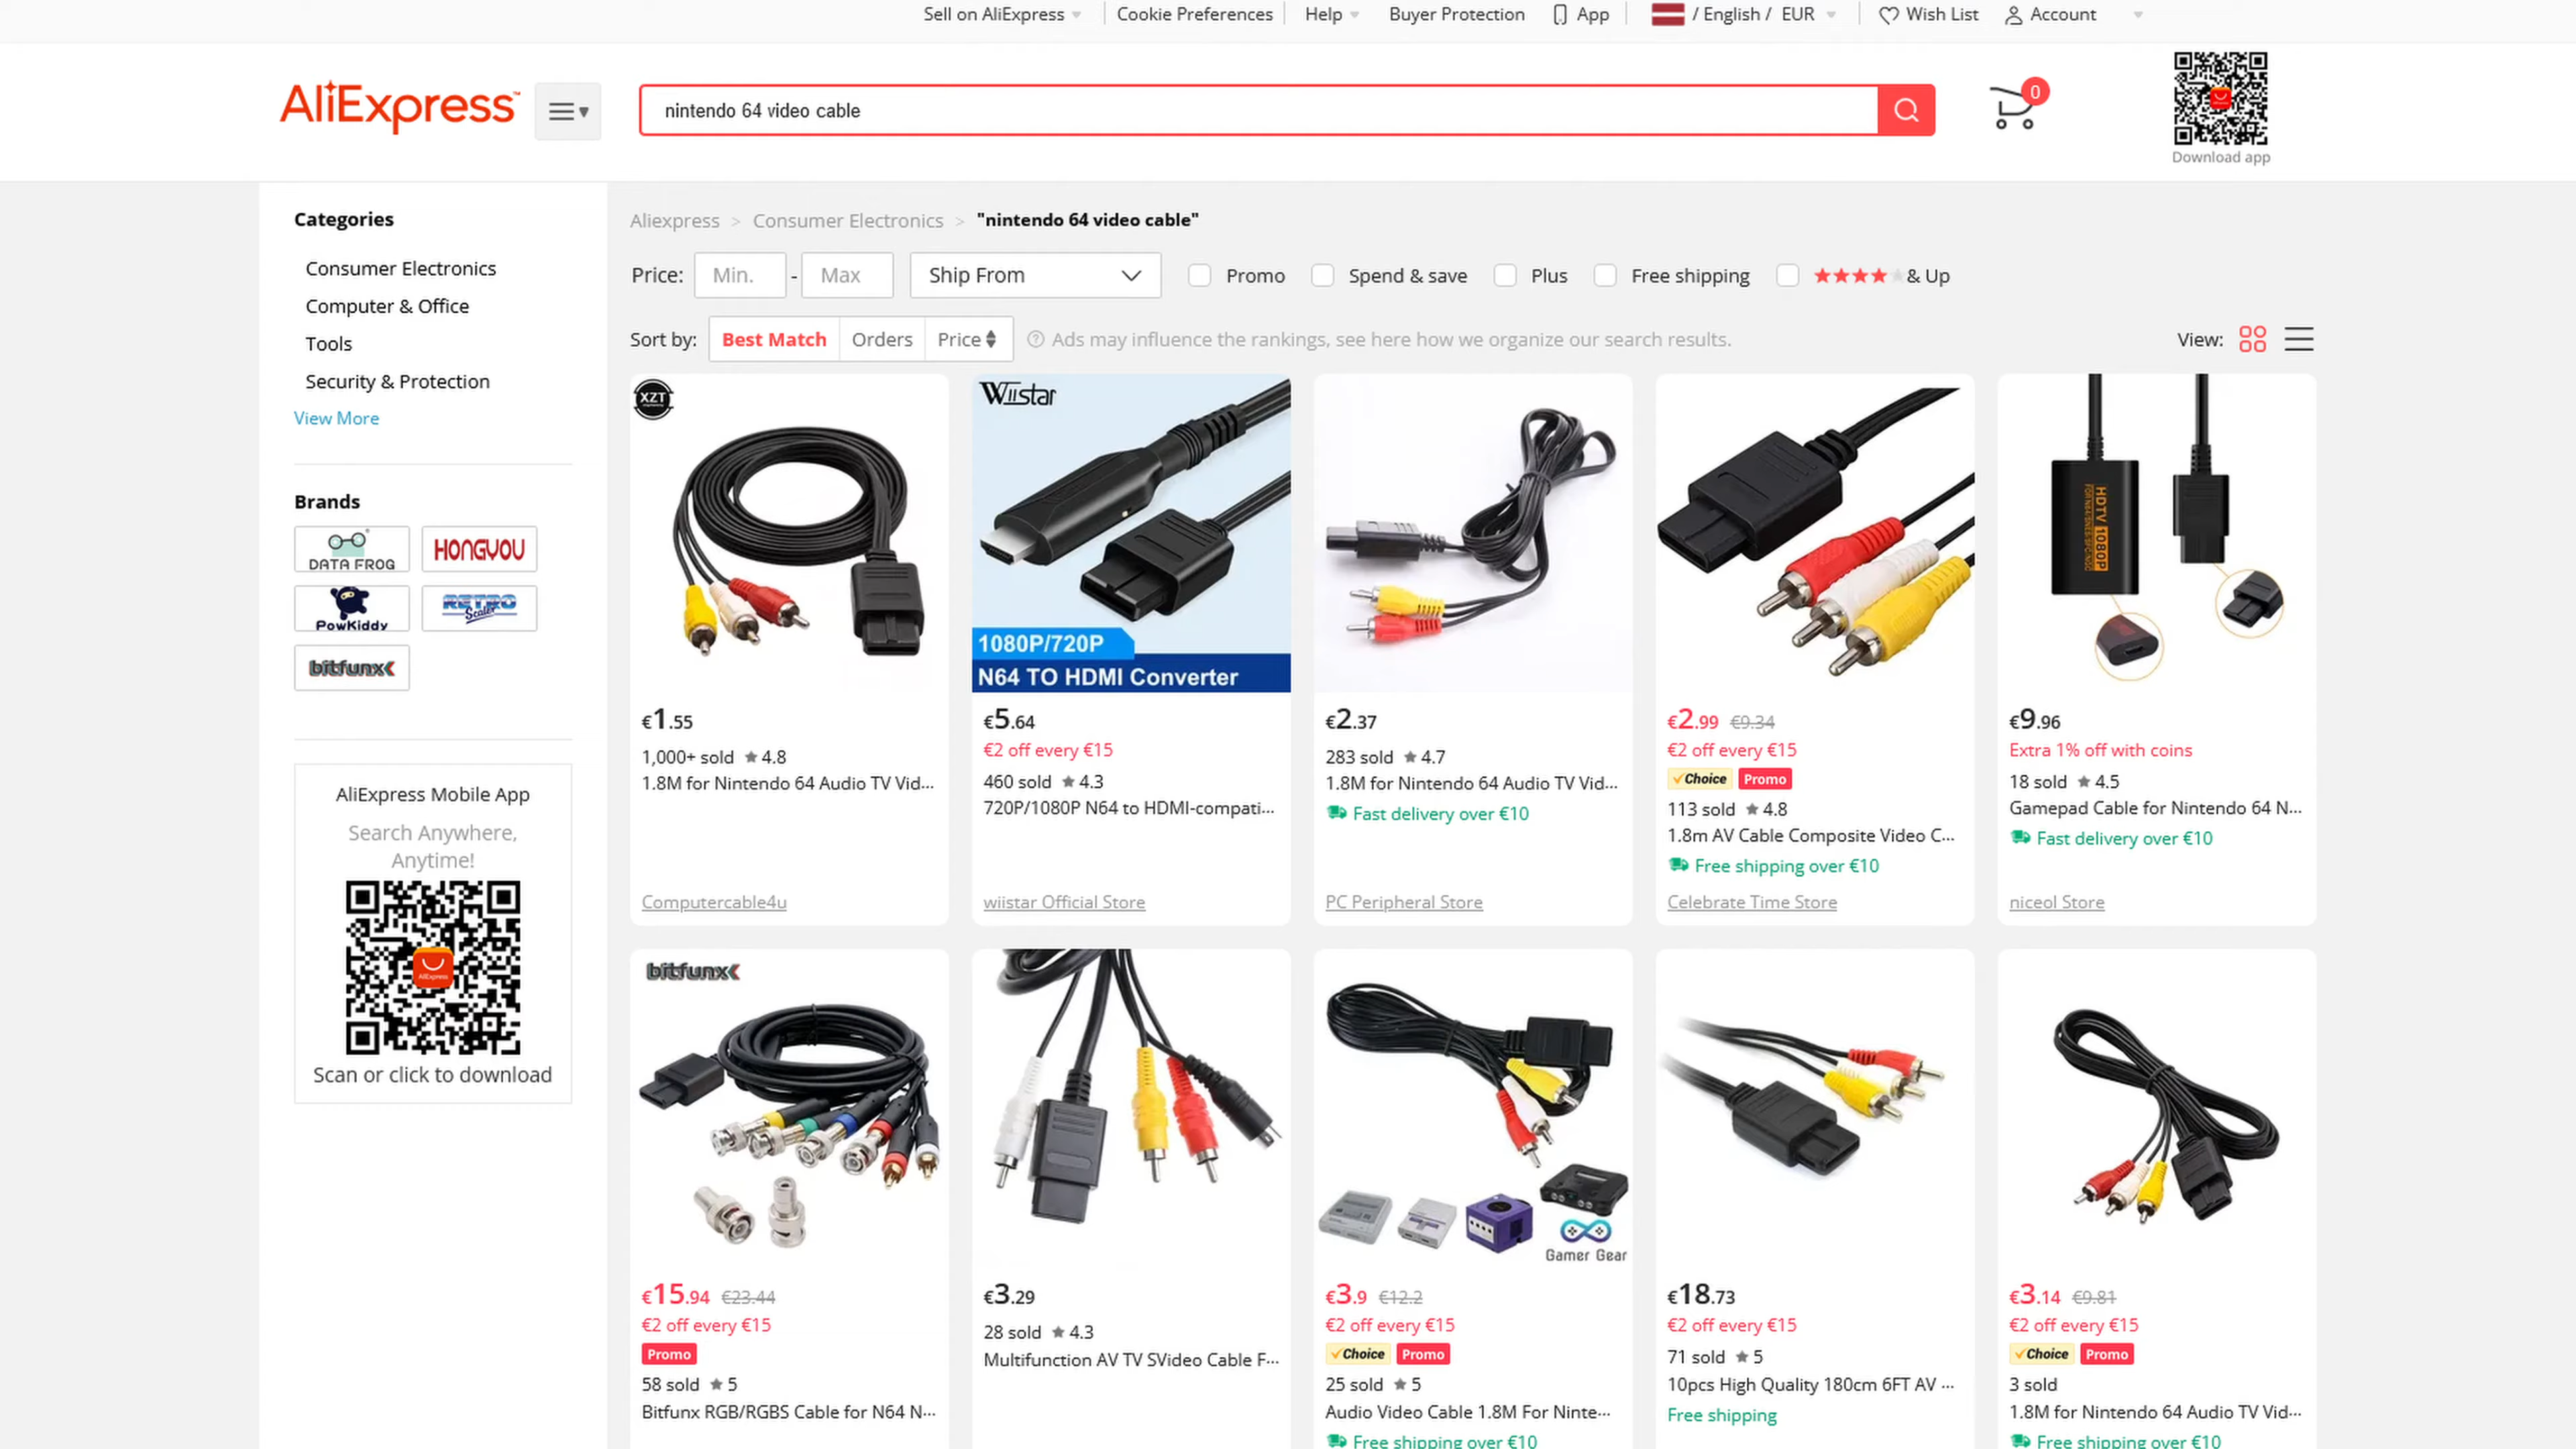 Sell on AliExpress
Cookie Preferences
Help
Buyer Protection
App
/ English / EUR
Wish List
Account
AliExpress™
nintendo 64 video cable
0
Download app
Categories
Consumer Electronics
Computer & Office
Tools
Security & Protection
View More
Brands
DATA FROG
HONGYOU
PowKiddy
RETRO Scaler
bitfunx
AliExpress Mobile App
Search Anywhere,
Anytime!
AliExpress
Scan or click to download
Aliexpress > Consumer Electronics > "nintendo 64 video cable"
Price: Min. - Max
Ship From
Promo
Spend & save
Plus
Free shipping
& Up
Sort by: Best Match Orders Price
Ads may influence the rankings, see here how we organize our search results.
View:
XZT
€1.55
1,000+ sold 4.8
1.8M for Nintendo 64 Audio TV Vid...
Computercable4u
Wiistar
1080P/720P
N64 TO HDMI Converter
€5.64
€2 off every €15
460 sold 4.3
720P/1080P N64 to HDMI-compati...
wiistar Official Store
€2.37
283 sold 4.7
1.8M for Nintendo 64 Audio TV Vid...
Fast delivery over €10
PC Peripheral Store
€2.99 €9.34
€2 off every €15
Choice Promo
113 sold 4.8
1.8m AV Cable Composite Video C...
Free shipping over €10
Celebrate Time Store
HDTV 1080P
€9.96
Extra 1% off with coins
18 sold 4.5
Gamepad Cable for Nintendo 64 N...
Fast delivery over €10
niceol Store
bitfunx
€15.94 €23.44
€2 off every €15
Promo
58 sold 5
Bitfunx RGB/RGBS Cable for N64 N...
€3.29
28 sold 4.3
Multifunction AV TV SVideo Cable F...
Gamer Gear
€3.9 €12.2
€2 off every €15
Choice Promo
25 sold 5
Audio Video Cable 1.8M For Ninte...
Free shipping over €10
€18.73
€2 off every €15
71 sold 5
10pcs High Quality 180cm 6FT AV ...
Free shipping
€3.14 €9.81
€2 off every €15
Choice Promo
3 sold
1.8M for Nintendo 64 Audio TV Vid...
Free shipping over €10